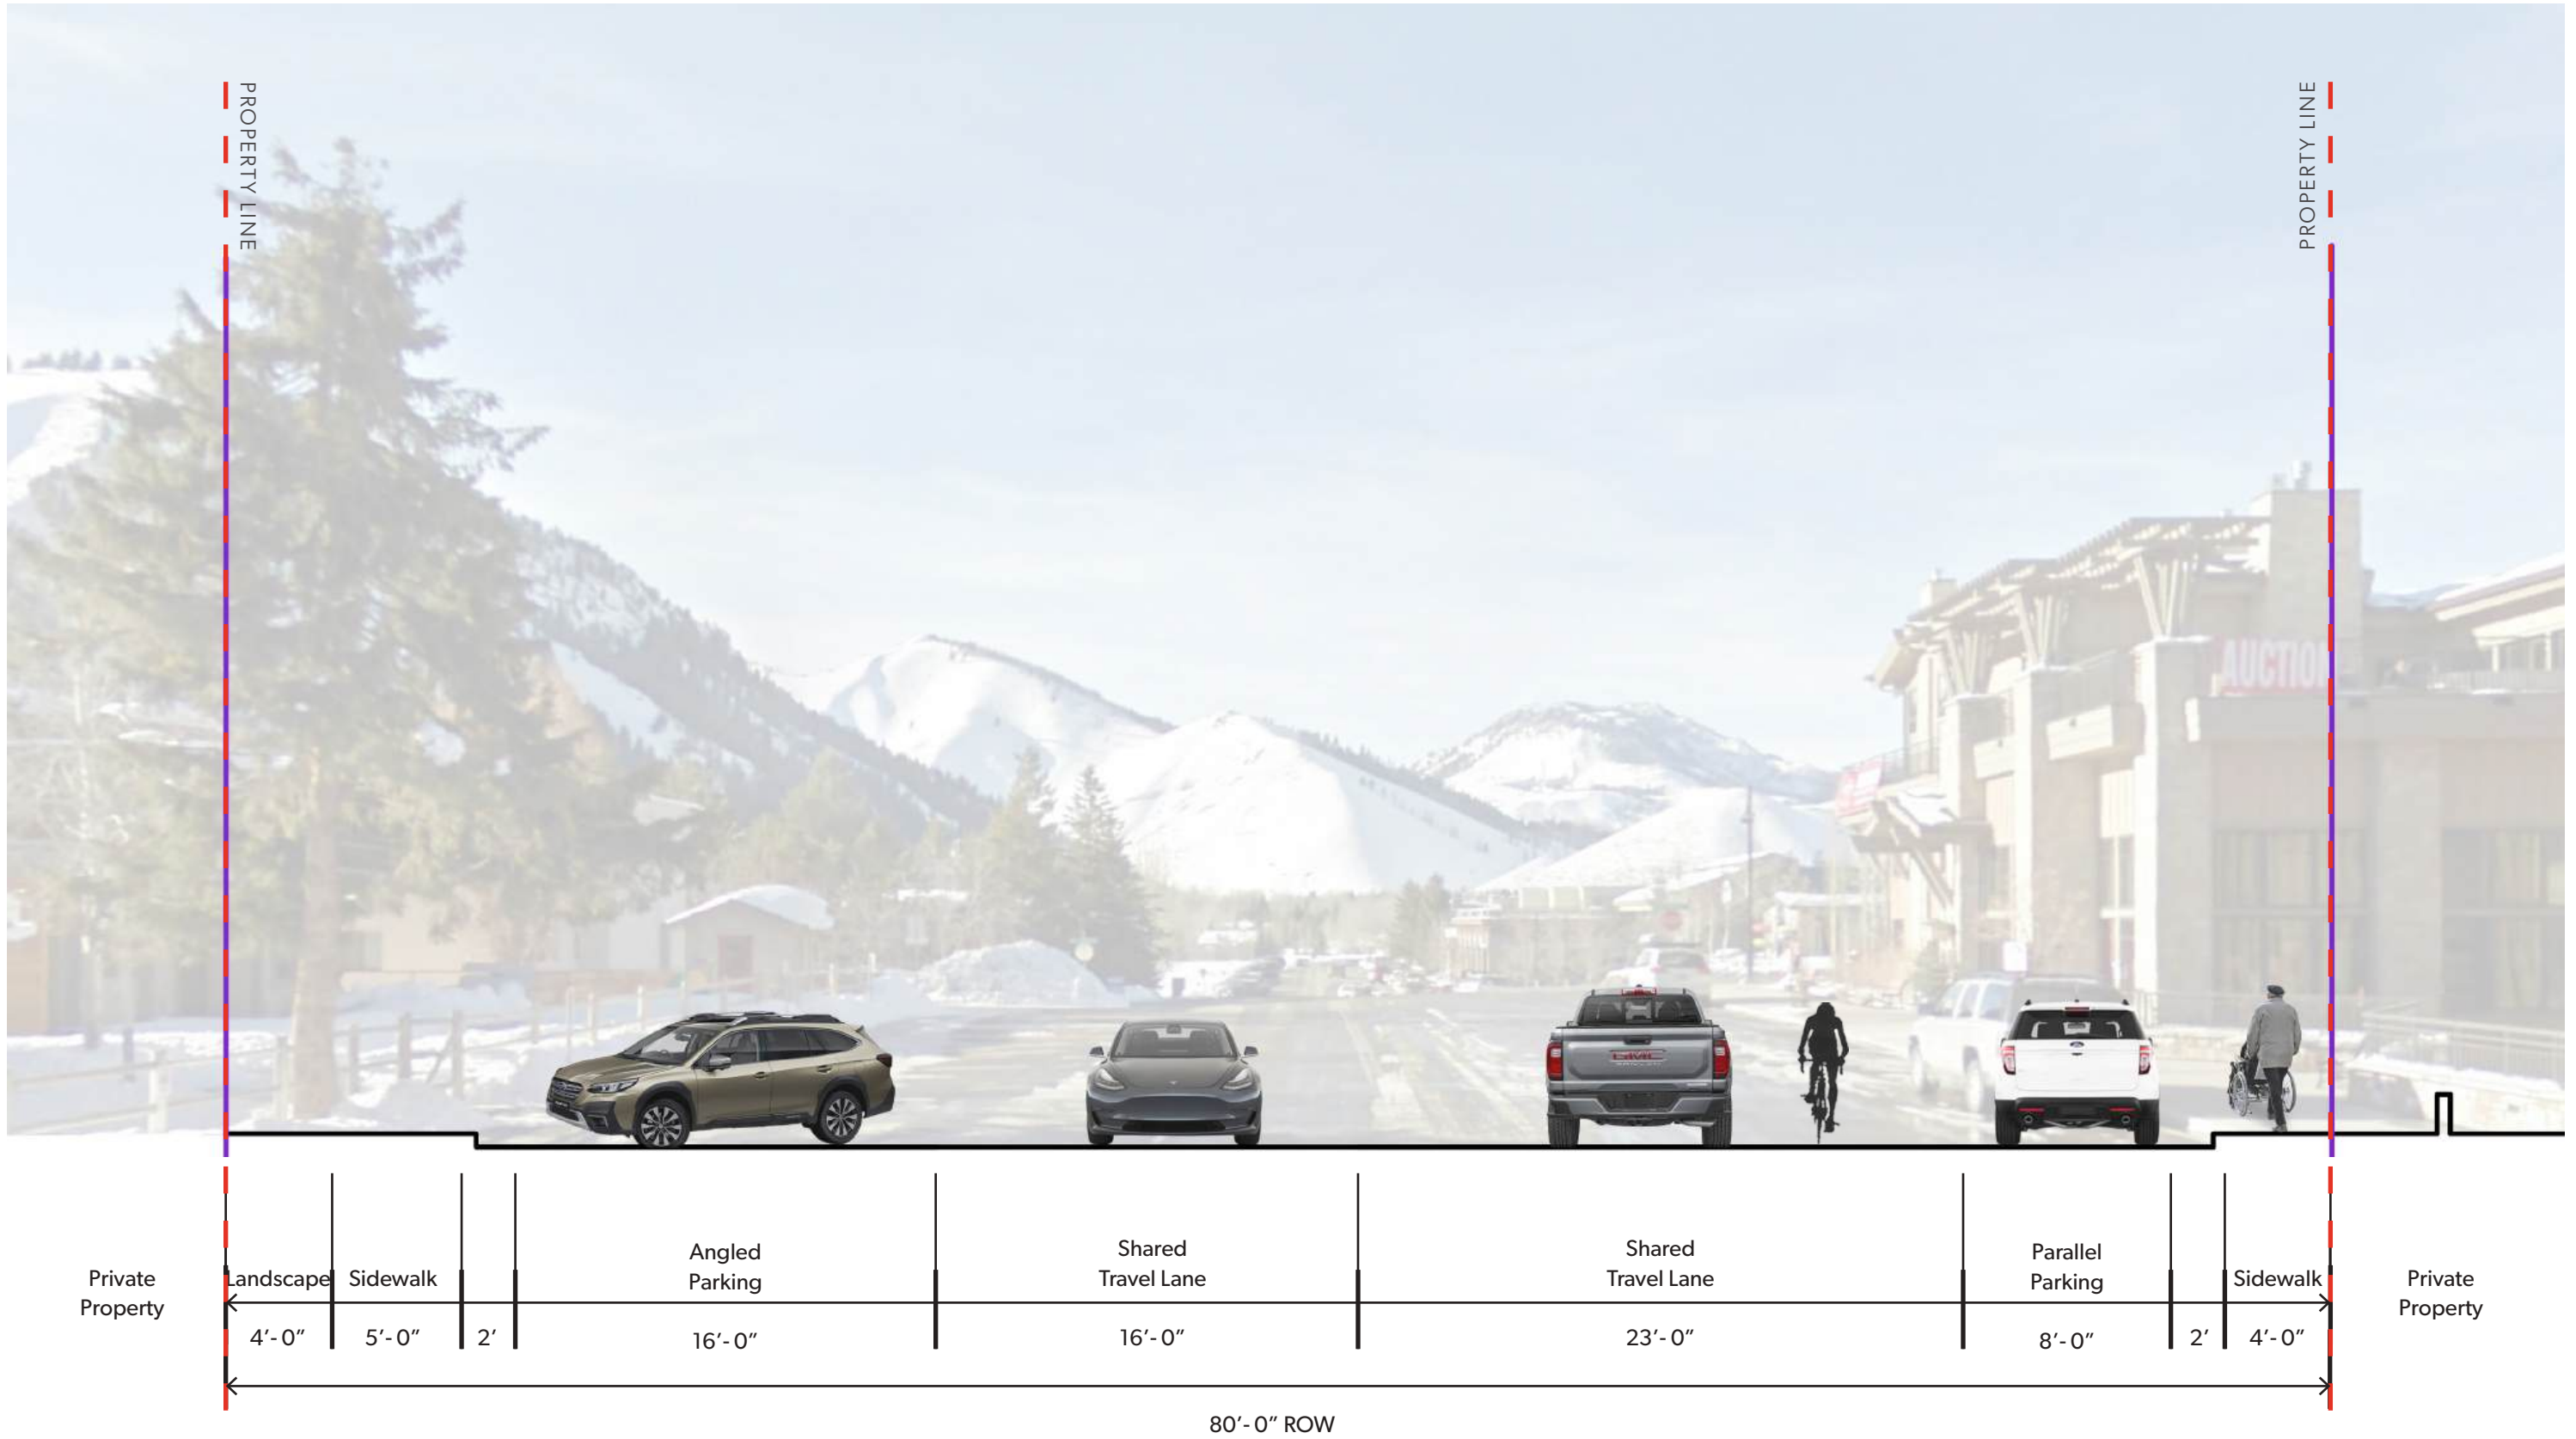 PROPERTY LINE
PROPERTY LINE
AUCTION
GMC
Private
Property
Landscape
Sidewalk
Angled
Parking
Shared
Travel Lane
Shared
Travel Lane
Parallel
Parking
Sidewalk
Private
Property
4'-0"
5'-0"
2'
16'-0"
16'-0"
23'-0"
8'-0"
2'
4'-0"
80'-0" ROW